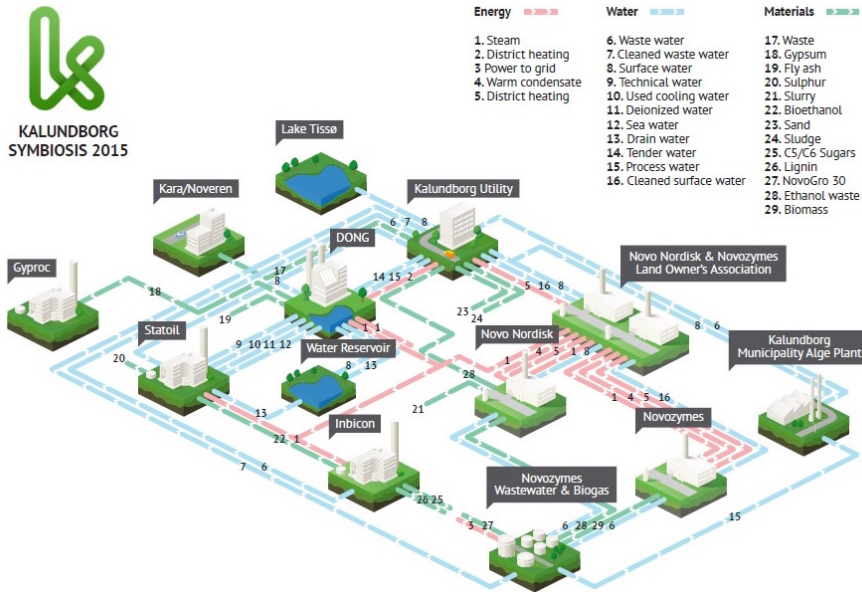 KALUNDBORG
SYMBIOSIS 2015
Energy
1. Steam
2. District heating
3 Power to grid
4. Warm condensate
5. District heating
Water
6. Waste water
7. Cleaned waste water
8. Surface water
9. Technical water
10. Used cooling water
11. Deionized water
12. Sea water
13. Drain water
14. Tender water
15. Process water
16. Cleaned surface water
Materials
17. Waste
18. Gypsum
19. Fly ash
20. Sulphur
21. Slurry
22. Bioethanol
23. Sand
24. Sludge
25. C5/C6 Sugars
26. Lignin
27. NovoGro 30
28. Ethanol waste
29. Biomass
Lake Tissø
Kara/Noveren
Kalundborg Utility
6 7 8
DONG
Gyproc
17
8
14 15 2
Novo Nordisk & Novozymes
Land Owner's Association
5 16 8
18
19
23
24
Statoil
9 10 11 12
Water Reservoir
1 1
Novo Nordisk
8 6
Kalundborg
Municipality Alge Plant
20
8 13
28
1 4 5 1 8
21
1 4 5 16
13
Inbicon
Novozymes
22 1
7 6
Novozymes
Wastewater & Biogas
26 25
3 27
6 28 29 6
15